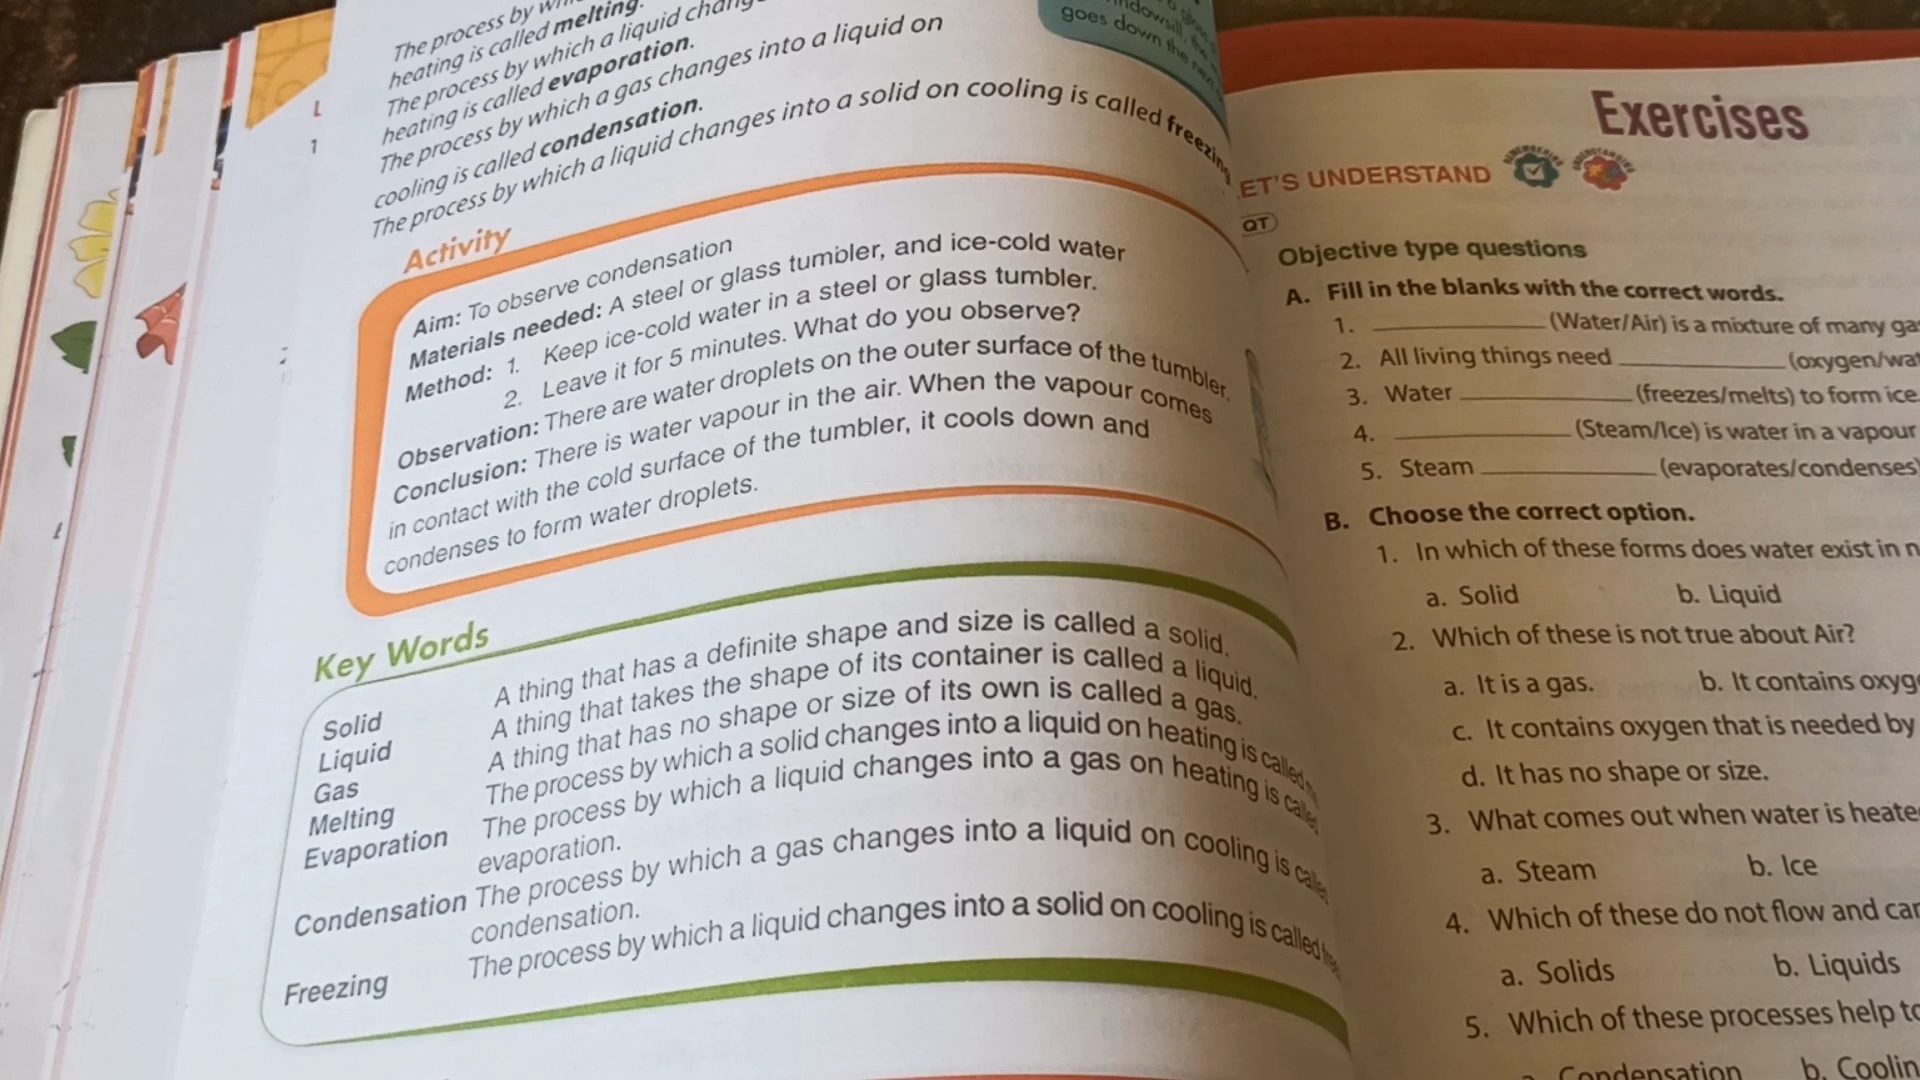 The process by
heating is called melting.
The process by which a liquid
heating is called evaporation.
The process by which a gas changes into a liquid on
cooling is called condensation.
The process by which a liquid changes into a solid on cooling is called freezing
goes down the
Activity
Aim: To observe condensation
Materials needed: A steel or glass tumbler, and ice-cold water
Method: 1. Keep ice-cold water in a steel or glass tumbler.
2. Leave it for 5 minutes. What do you observe?
Observation: There are water droplets on the outer surface of the tumbler.
Conclusion: There is water vapour in the air. When the vapour comes
in contact with the cold surface of the tumbler, it cools down and
condenses to form water droplets.
Key Words
Solid A thing that has a definite shape and size is called a solid.
Liquid A thing that takes the shape of its container is called a liquid.
Gas A thing that has no shape or size of its own is called a gas.
Melting The process by which a solid changes into a liquid on heating is called
Evaporation The process by which a liquid changes into a gas on heating is called
evaporation.
Condensation The process by which a gas changes into a liquid on cooling is called
condensation.
Freezing The process by which a liquid changes into a solid on cooling is called
Exercises
ET'S UNDERSTAND
REMEMBERING
UNDERSTANDING
QT
Objective type questions
A. Fill in the blanks with the correct words.
1. ____________ (Water/Air) is a mixture of many
2. All living things need ____________ (oxygen/
3. Water ____________ (freezes/melts) to form ice.
4. ____________ (Steam/Ice) is water in a vapour
5. Steam ____________ (evaporates/condenses)
B. Choose the correct option.
1. In which of these forms does water exist in
a. Solid b. Liquid
2. Which of these is not true about Air?
a. It is a gas. b. It contains
c. It contains oxygen that is needed by
d. It has no shape or size.
3. What comes out when water is
a. Steam b. Ice
4. Which of these do not flow and
a. Solids b. Liquids
5. Which of these processes help
Condensation b.